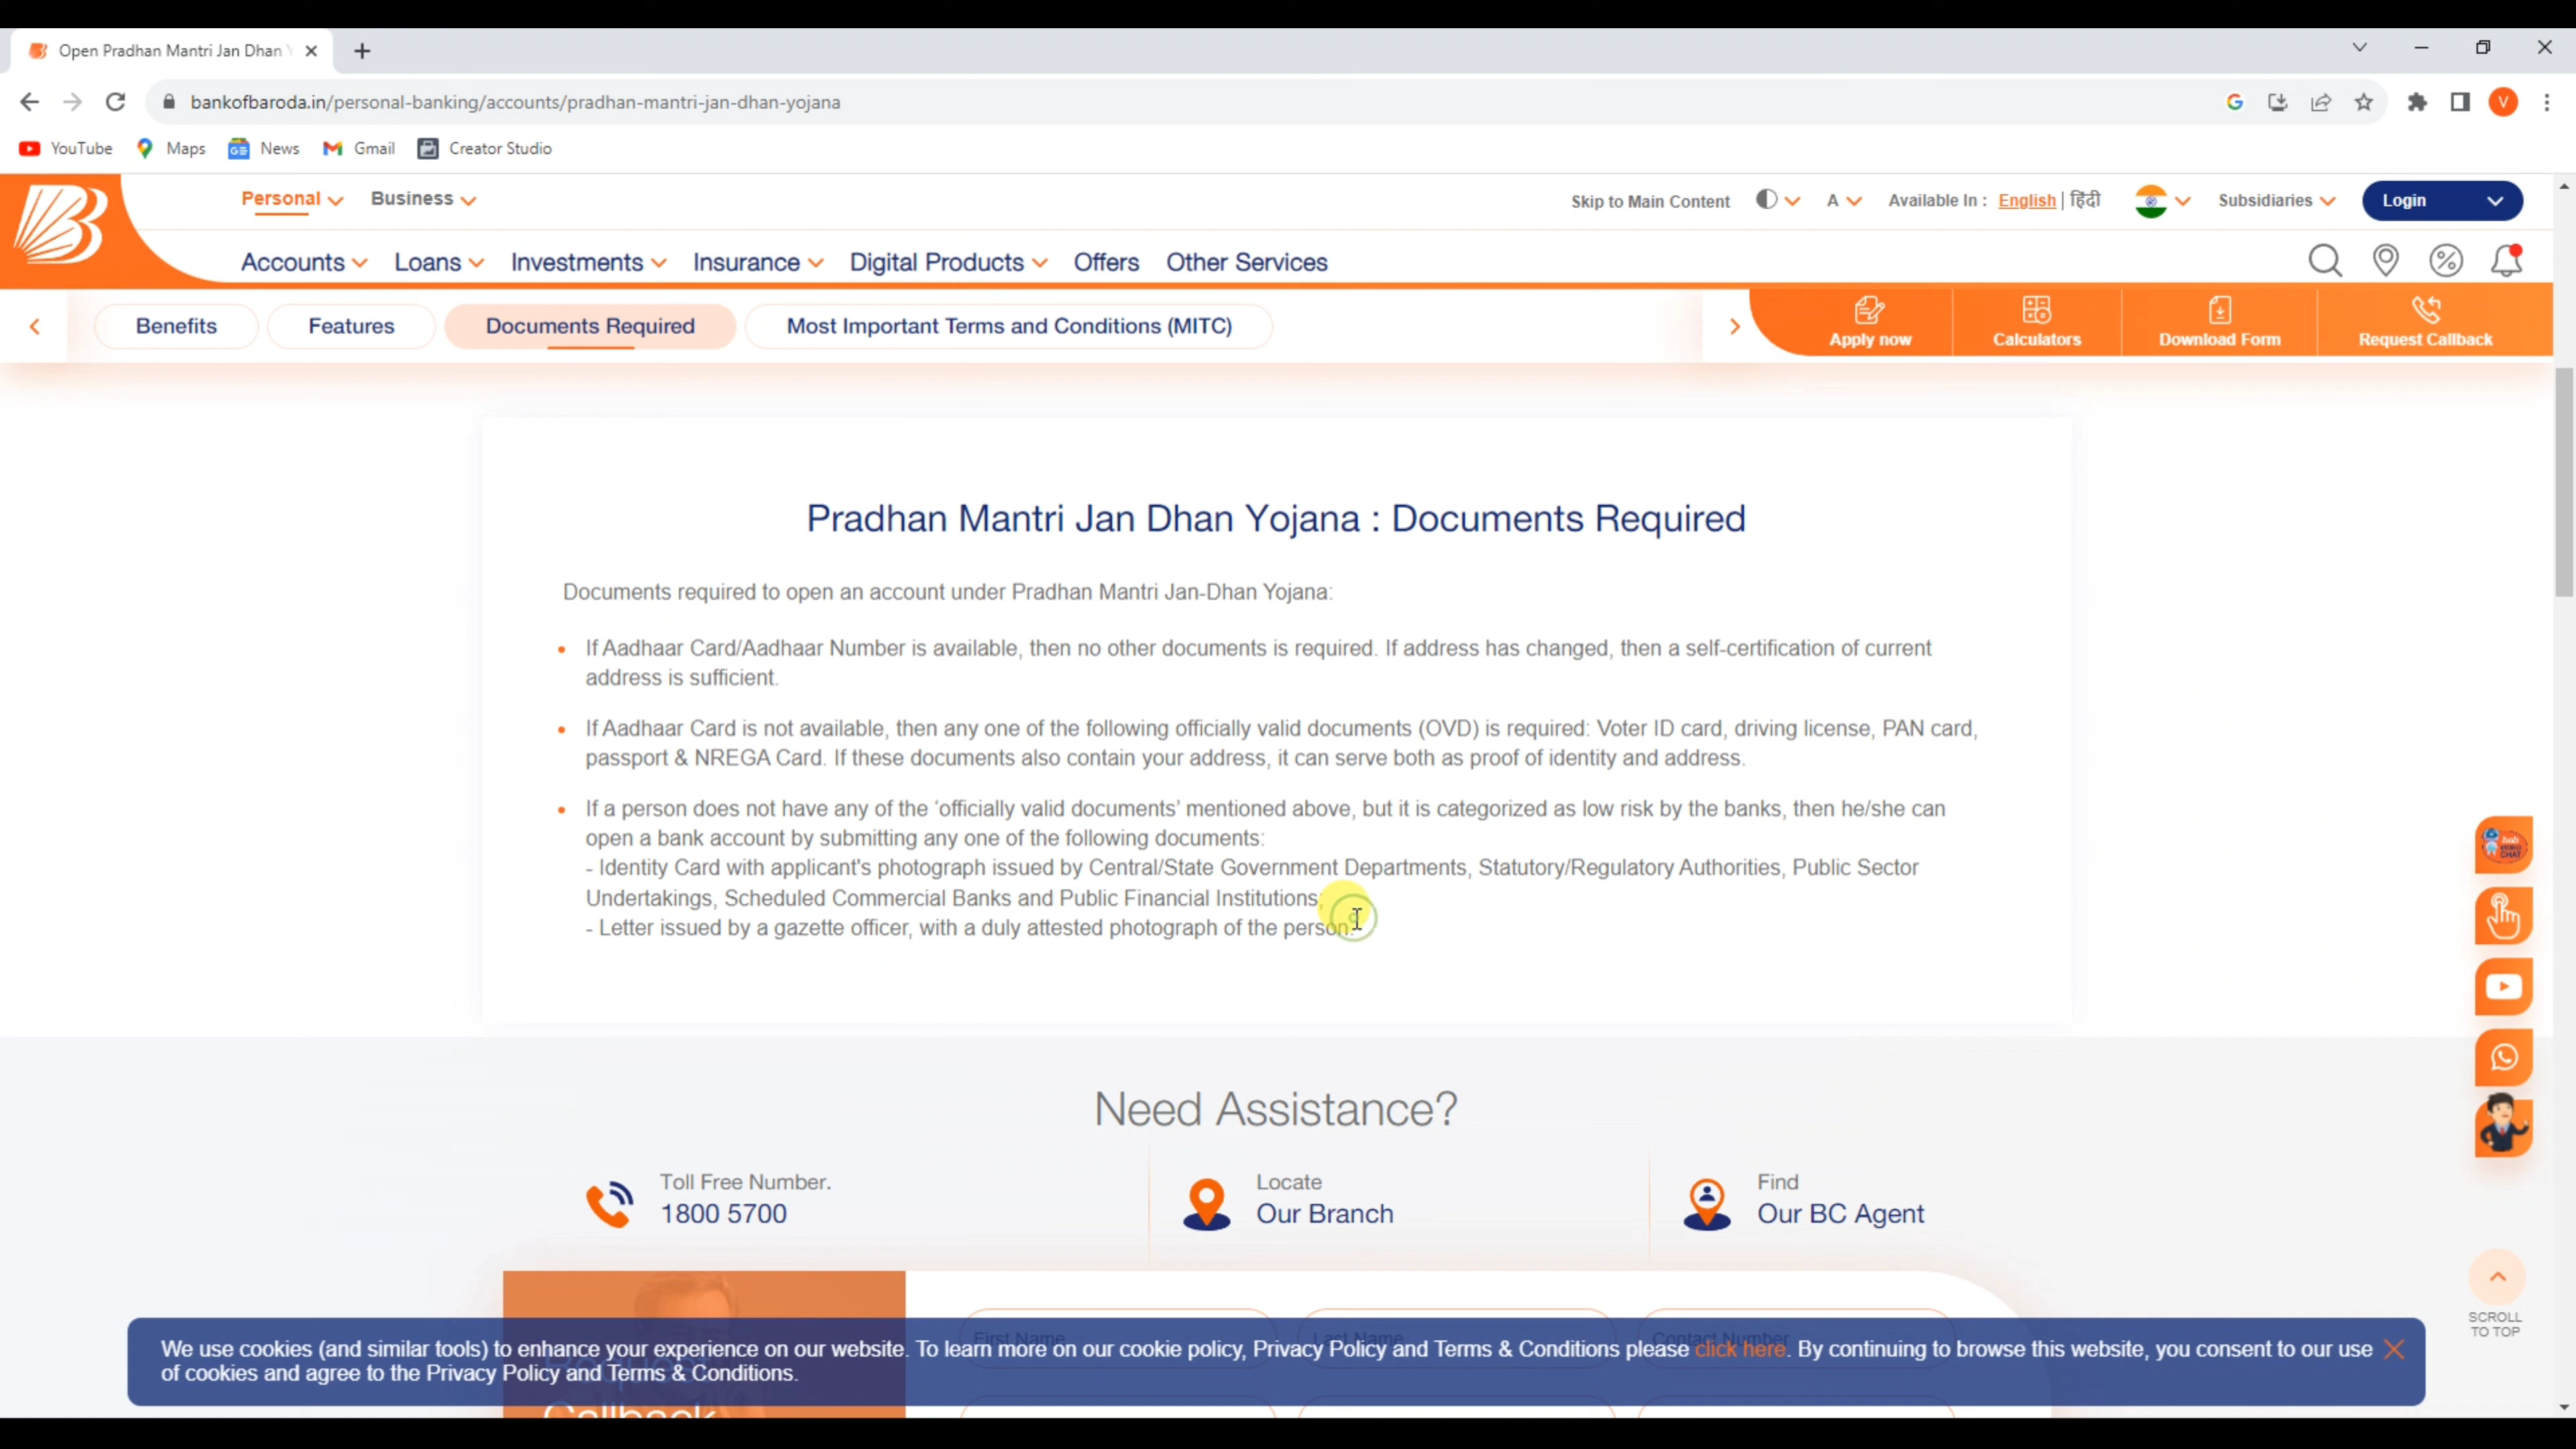 Open Pradhan Mantri Jan Dhan Y
bankofbaroda.in/personal-banking/accounts/pradhan-mantri-jan-dhan-yojana
V
YouTube Maps News Gmail Creator Studio
Personal Business Skip to Main Content A Available In : English | हिंदी Subsidiaries Login
Accounts Loans Investments Insurance Digital Products Offers Other Services
Benefits Features Documents Required Most Important Terms and Conditions (MITC)
Apply now Calculators Download Form Request Callback
Pradhan Mantri Jan Dhan Yojana : Documents Required
Documents required to open an account under Pradhan Mantri Jan-Dhan Yojana:
• If Aadhaar Card/Aadhaar Number is available, then no other documents is required. If address has changed, then a self-certification of current
address is sufficient.
• If Aadhaar Card is not available, then any one of the following officially valid documents (OVD) is required: Voter ID card, driving license, PAN card,
passport & NREGA Card. If these documents also contain your address, it can serve both as proof of identity and address.
• If a person does not have any of the ‘officially valid documents’ mentioned above, but it is categorized as low risk by the banks, then he/she can
open a bank account by submitting any one of the following documents:
- Identity Card with applicant's photograph issued by Central/State Government Departments, Statutory/Regulatory Authorities, Public Sector
Undertakings, Scheduled Commercial Banks and Public Financial Institutions;
- Letter issued by a gazette officer, with a duly attested photograph of the person.
Need Assistance?
Toll Free Number.
1800 5700
Locate
Our Branch
Find
Our BC Agent
SCROLL
TO TOP
First Name Last Name Contact Number
We use cookies (and similar tools) to enhance your experience on our website. To learn more on our cookie policy, Privacy Policy and Terms & Conditions please click here. By continuing to browse this website, you consent to our use
of cookies and agree to the Privacy Policy and Terms & Conditions.
Request
Callback